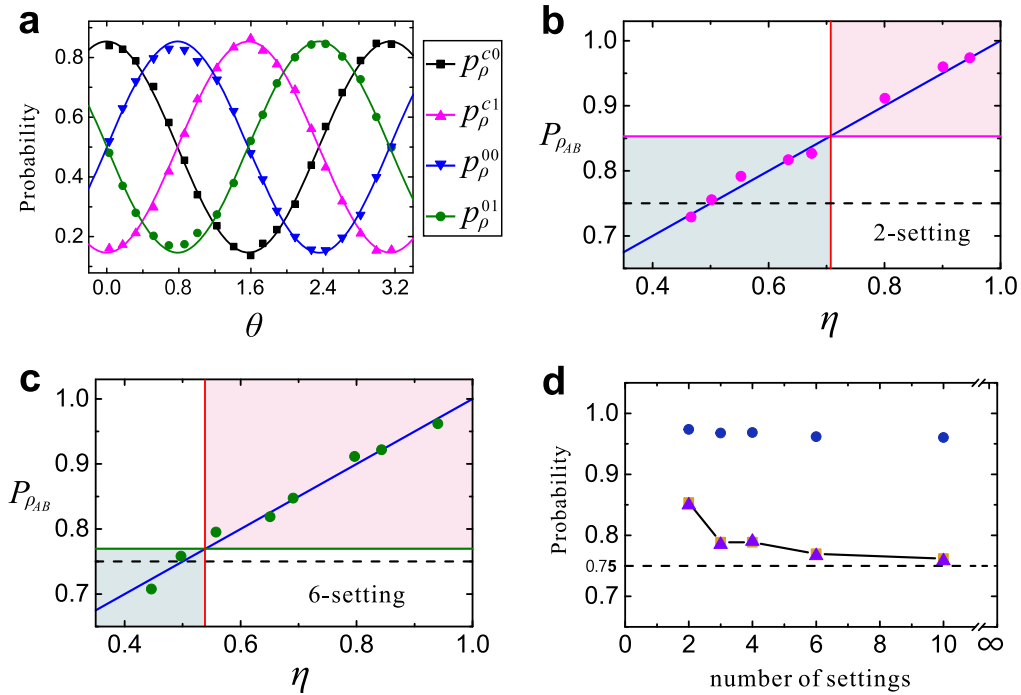 a
0.8
0.6
0.4
0.2
Probability
0.0 0.8 1.6 2.4 3.2
θ
p_ρ^{c0}
p_ρ^{c1}
p_ρ^{00}
p_ρ^{01}
b
1.0
0.9
0.8
0.7
P_{ρ_{AB}}
2-setting
0.4 0.6 0.8 1.0
η
c
1.0
0.9
0.8
0.7
P_{ρ_{AB}}
6-setting
0.4 0.6 0.8 1.0
η
d
1.0
0.9
0.8
0.75
0.7
Probability
0 2 4 6 8 10 ∞
number of settings